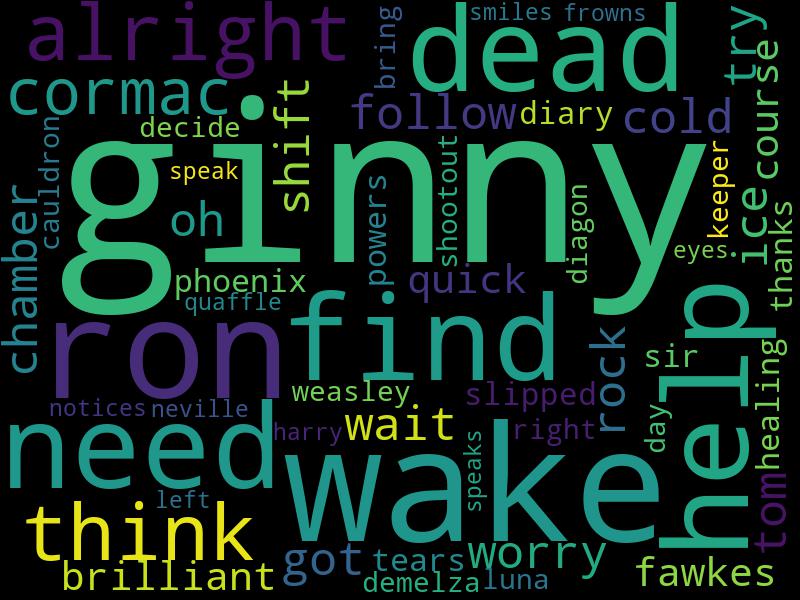 alright
bring
smiles
frowns
dead
try
cormac
follow
diary
cold
course
decide
shift
ginny
cauldron
speak
shootout
keeper
oh
powers
diagon
ice
thanks
chamber
eyes
phoenix
quick
quaffle
ron
find
help
rock
sir
healing
weasley
slipped
notices
neville
wait
right
day
harry
need
wake
speaks
left
tom
think
worry
got
tears
brilliant
demelza
luna
fawkes